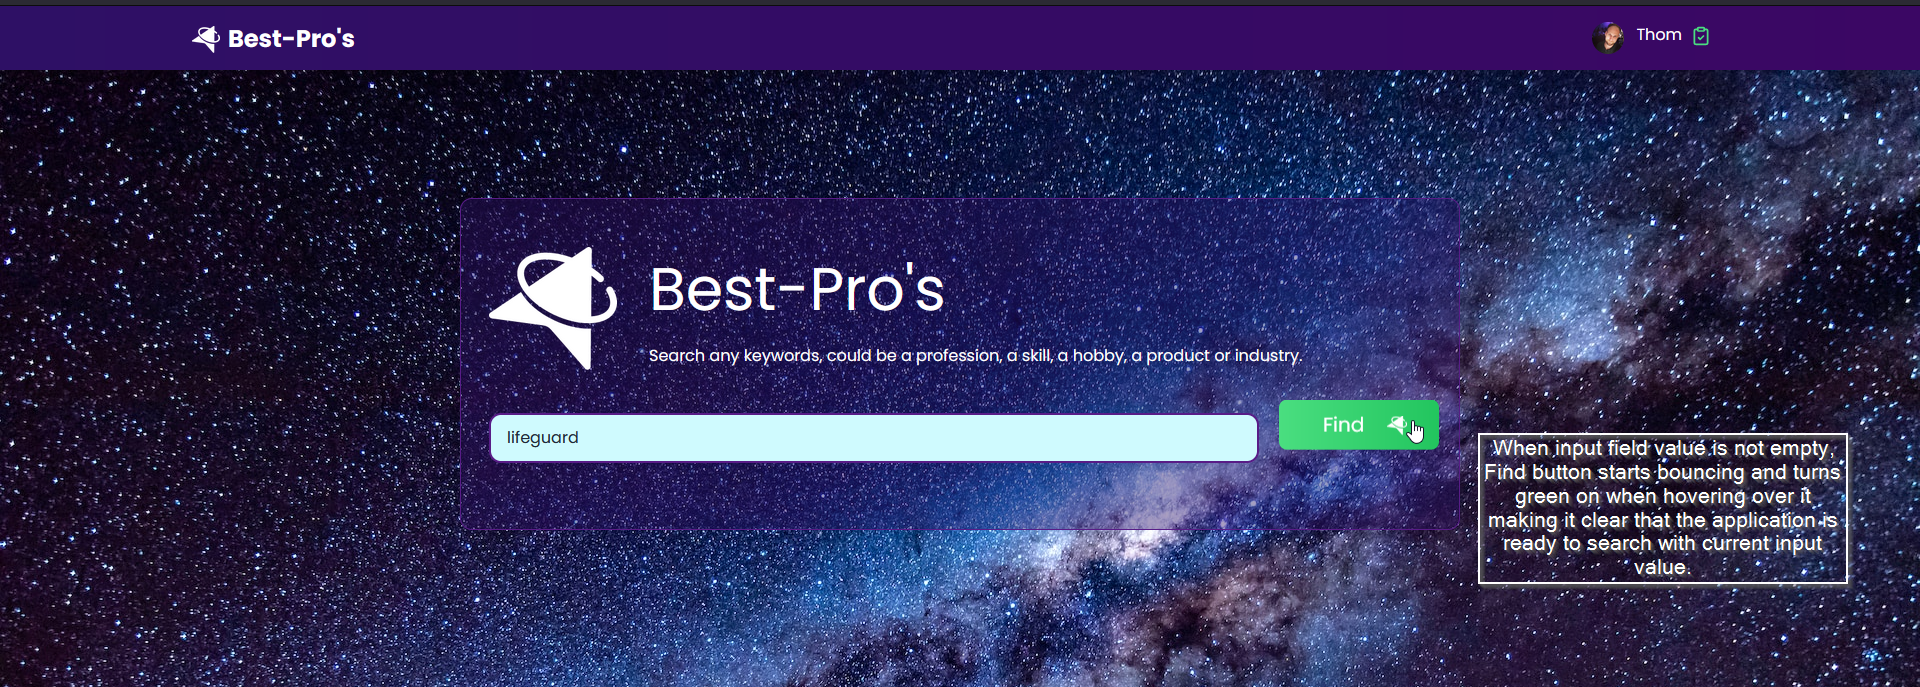 Best-Pro's
Thom
Best-Pro's
Search any keywords, could be a profession, a skill, a hobby, a product or industry.
lifeguard
Find
When input field value is not empty,
Find button starts bouncing and turns
green on when hovering over it
making it clear that the application is
ready to search with current input
value.